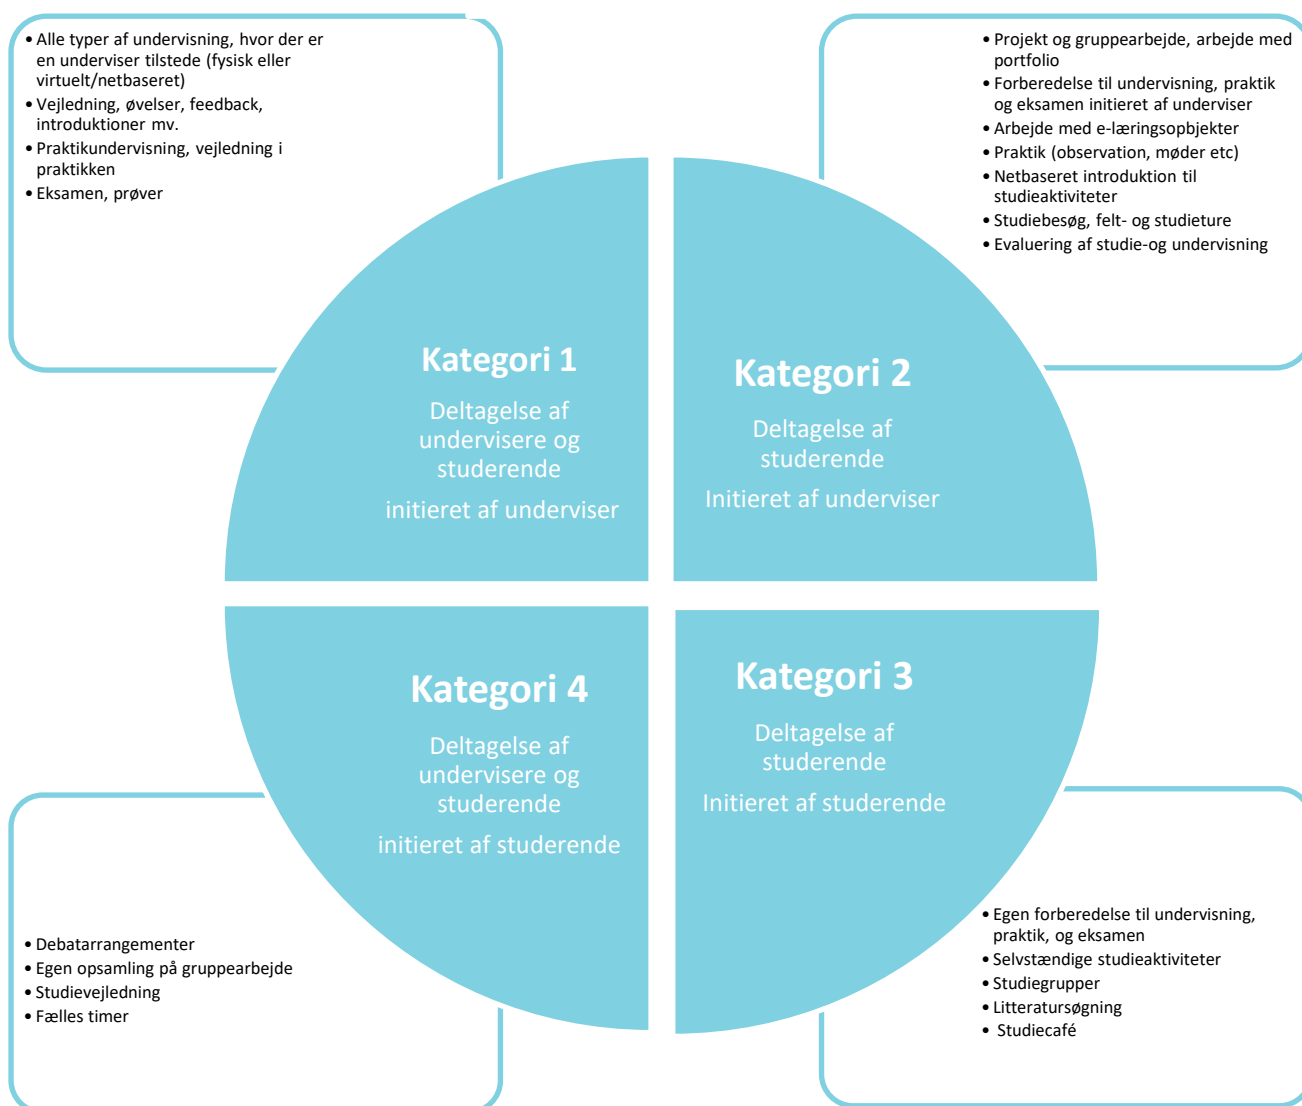 • Alle typer af undervisning, hvor der er
en underviser tilstede (fysisk eller
virtuelt/netbaseret)
• Vejledning, øvelser, feedback,
introduktioner mv.
• Praktikundervisning, vejledning i
praktikken
• Eksamen, prøver
• Projekt og gruppearbejde, arbejde med
portfolio
• Forberedelse til undervisning, praktik
og eksamen initieret af underviser
• Arbejde med e-læringsopbjekter
• Praktik (observation, møder etc)
• Netbaseret introduktion til
studieaktiviteter
• Studiebesøg, felt- og studieture
• Evaluering af studie-og undervisning
Kategori 1
Deltagelse af
undervisere og
studerende
initieret af underviser
Kategori 2
Deltagelse af
studerende
Initieret af underviser
Kategori 4
Deltagelse af
undervisere og
studerende
initieret af studerende
Kategori 3
Deltagelse af
studerende
Initieret af studerende
• Debatarrangementer
• Egen opsamling på gruppearbejde
• Studievejledning
• Fælles timer
• Egen forberedelse til undervisning,
praktik, og eksamen
• Selvstændige studieaktiviteter
• Studiegrupper
• Litteratursøgning
• Studiecafé